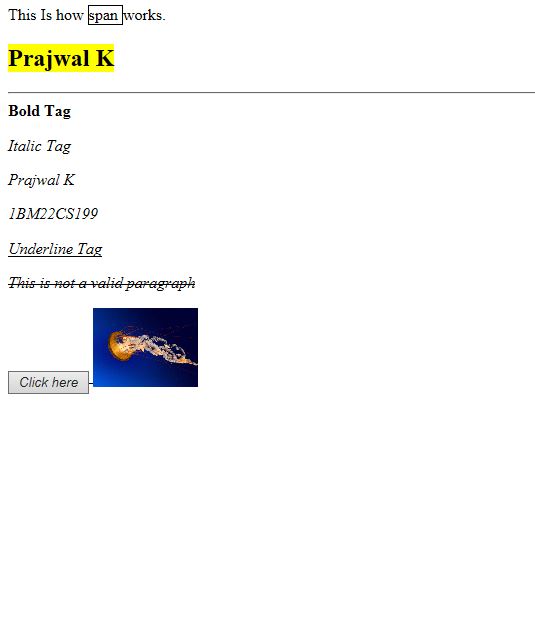 This Is how span works.
Prajwal K
Bold Tag
Italic Tag
Prajwal K
1BM22CS199
Underline Tag
This is not a valid paragraph
Click here